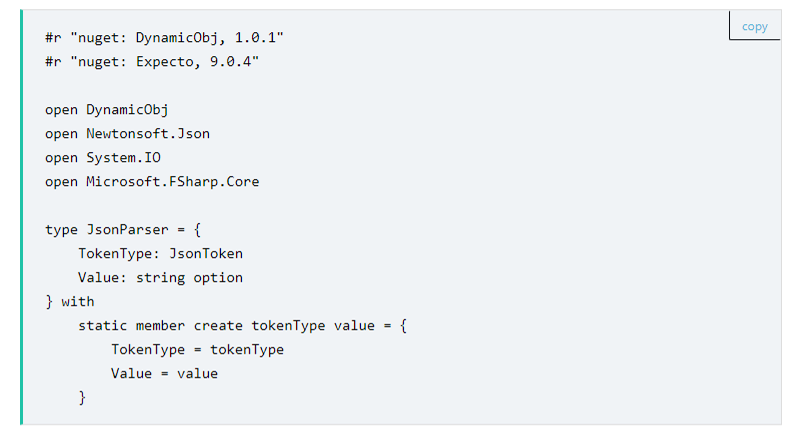 copy
#r "nuget: DynamicObj, 1.0.1"
#r "nuget: Expecto, 9.0.4"

open DynamicObj
open Newtonsoft.Json
open System.IO
open Microsoft.FSharp.Core

type JsonParser = {
    TokenType: JsonToken
    Value: string option
} with
    static member create tokenType value = {
        TokenType = tokenType
        Value = value
    }